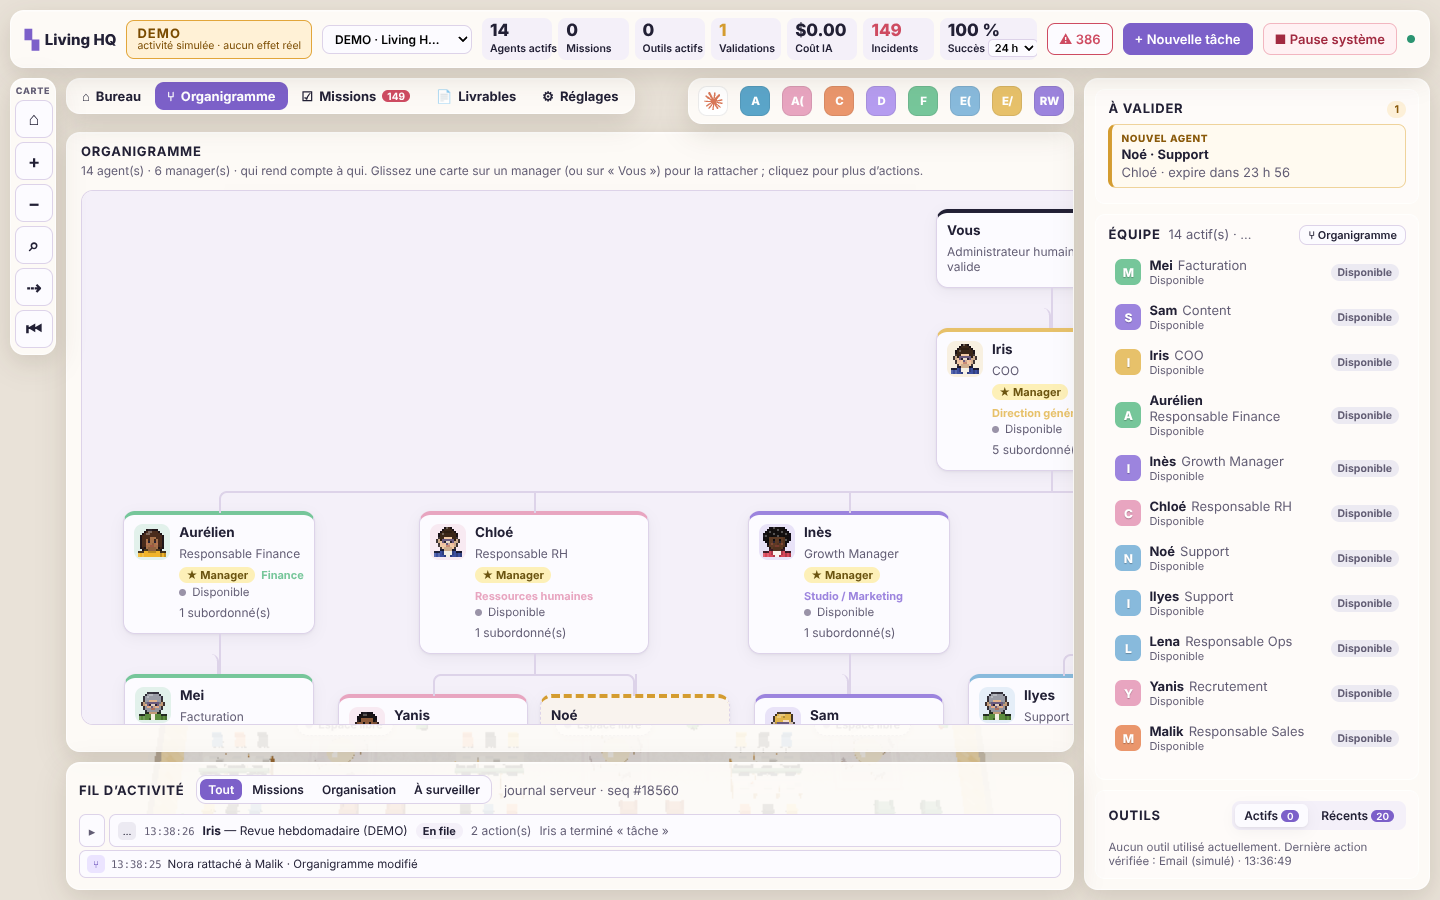 Living HQ
DEMO
activité simulée · aucun effet réel
DEMO · Living H...
14
Agents actifs
0
Missions
0
Outils actifs
1
Validations
$0.00
Coût IA
149
Incidents
100 %
Succès 24 h
⚠ 386
+ Nouvelle tâche
Pause système
CARTE
Bureau
Organigramme
Missions 149
Livrables
Réglages
A
A(
C
D
F
E(
E/
RW
ORGANIGRAMME
14 agent(s) · 6 manager(s) · qui rend compte à qui. Glissez une carte sur un manager (ou sur « Vous ») pour la rattacher ; cliquez pour plus d'actions.
Vous
Administrateur humain
valide
Iris
COO
★ Manager
Direction génér
Disponible
5 subordonné(
Aurélien
Responsable Finance
★ Manager Finance
Disponible
1 subordonné(s)
Chloé
Responsable RH
★ Manager
Ressources humaines
Disponible
1 subordonné(s)
Inès
Growth Manager
★ Manager
Studio / Marketing
Disponible
1 subordonné(s)
Mei
Facturation
Yanis
Noé
Sam
Ilyes
Support
FIL D'ACTIVITÉ
Tout
Missions
Organisation
À surveiller
journal serveur · seq #18560
... 13:38:26 Iris — Revue hebdomadaire (DEMO) En file 2 action(s) Iris a terminé « tâche »
13:38:25 Nora rattaché à Malik · Organigramme modifié
À VALIDER
1
NOUVEL AGENT
Noé · Support
Chloé · expire dans 23 h 56
ÉQUIPE 14 actif(s) · ...
Organigramme
M
Mei Facturation
Disponible
Disponible
S
Sam Content
Disponible
Disponible
I
Iris COO
Disponible
Disponible
A
Aurélien
Responsable Finance
Disponible
Disponible
I
Inès Growth Manager
Disponible
Disponible
C
Chloé Responsable RH
Disponible
Disponible
N
Noé Support
Disponible
Disponible
I
Ilyes Support
Disponible
Disponible
L
Lena Responsable Ops
Disponible
Disponible
Y
Yanis Recrutement
Disponible
Disponible
M
Malik Responsable Sales
Disponible
Disponible
OUTILS
Actifs 0
Récents 20
Aucun outil utilisé actuellement. Dernière action
vérifiée : Email (simulé) · 13:36:49